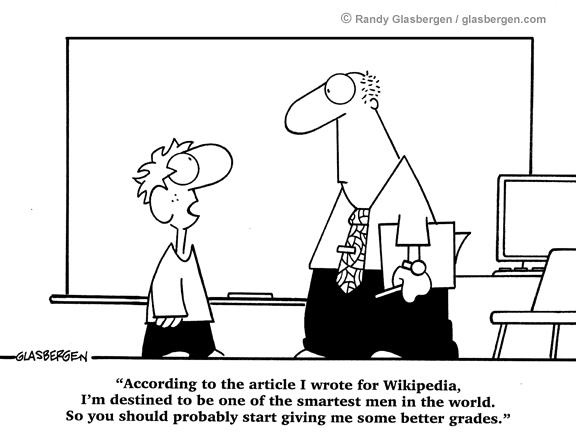 © Randy Glasbergen / glasbergen.com
GLASBERGEN
“According to the article I wrote for Wikipedia,
I’m destined to be one of the smartest men in the world.
So you should probably start giving me some better grades.”